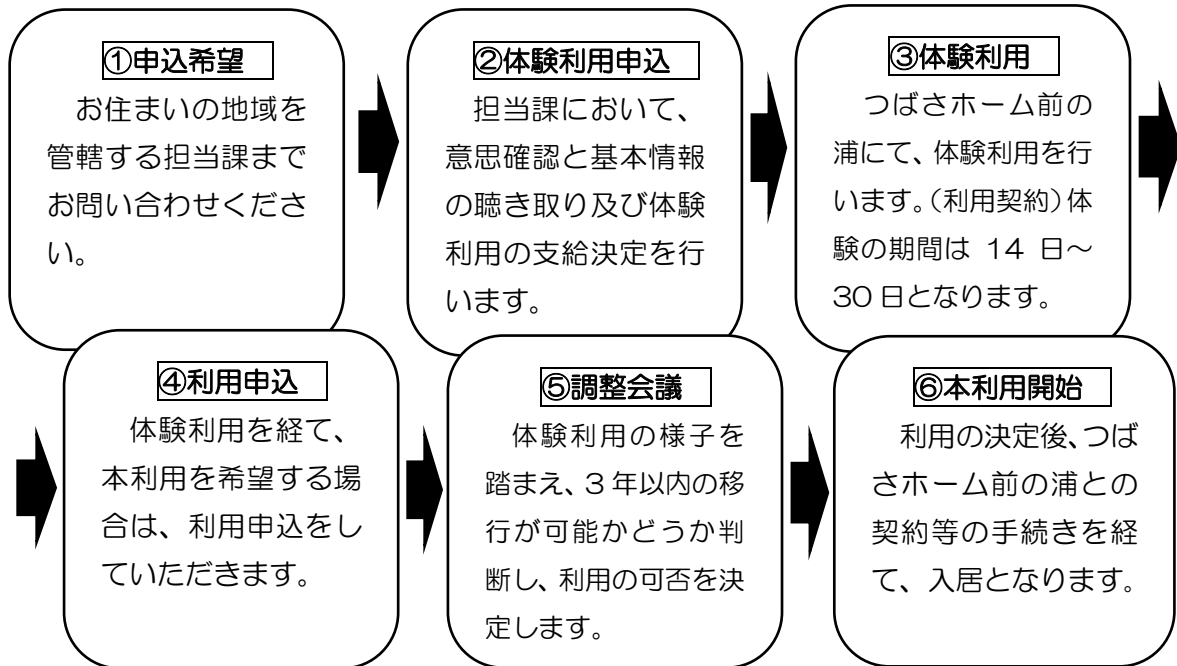 ①申込希望
お住まいの地域を
管轄する担当課まで
お問い合わせくださ
い。
②体験利用申込
担当課において、
意思確認と基本情報
の聴き取り及び体験
利用の支給決定を行
います。
③体験利用
つばさホーム前の
浦にて、体験利用を行
います。（利用契約）体
験の期間は 14 日～
30 日となります。
④利用申込
体験利用を経て、
本利用を希望する場
合は、利用申込をし
ていただきます。
⑤調整会議
体験利用の様子を
踏まえ、3 年以内の移
行が可能かどうか判
断し、利用の可否を決
定します。
⑥本利用開始
利用の決定後、つば
さホーム前の浦との
契約等の手続きを経
て、入居となります。